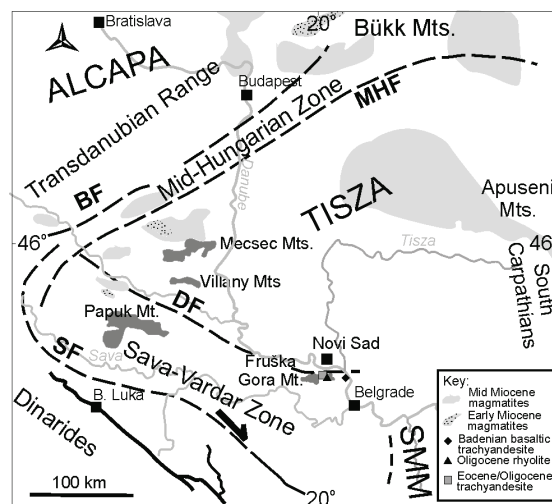 20°
Bratislava
Bükk Mts.
ALCAPA
Budapest
Transdanubian Range
Mid-Hungarian Zone
MHF
Danube
BF
TISZA
Apuseni
Mts.
46°
Mecsec Mts.
Tisza
46
South
Carpathians
Villany Mts
DF
Papuk Mt.
Novi Sad
SF
Sava
Sava-Vardar Zone
Fruška
Gora Mt.
B. Luka
Belgrade
Dinarides
SMM
100 km
20°
Key:
Mid Miocene
magmatites
Early Miocene
magmatites
Badenian basaltic
trachyandesite
Oligocene rhyolite
Eocene/Oligocene
trachyandesite